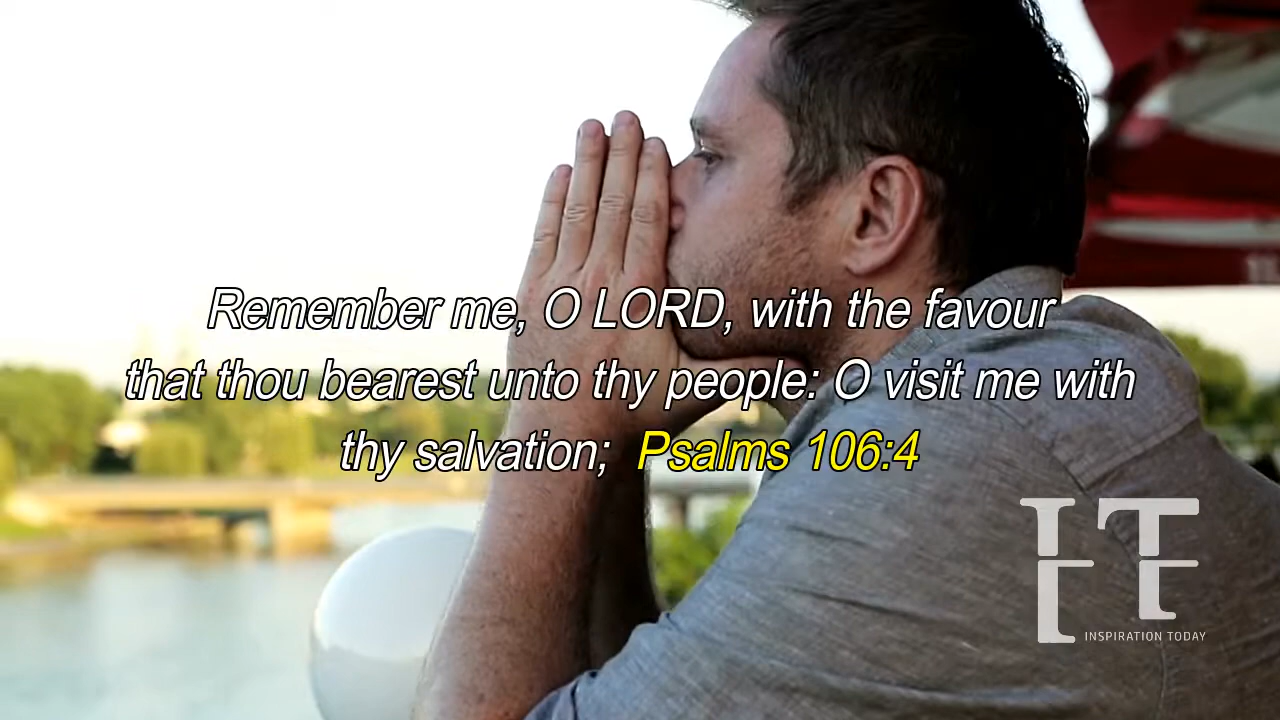 Remember me, O LORD, with the favour
that thou bearest unto thy people: O visit me with
thy salvation;  Psalms 106:4
INSPIRATION TODAY